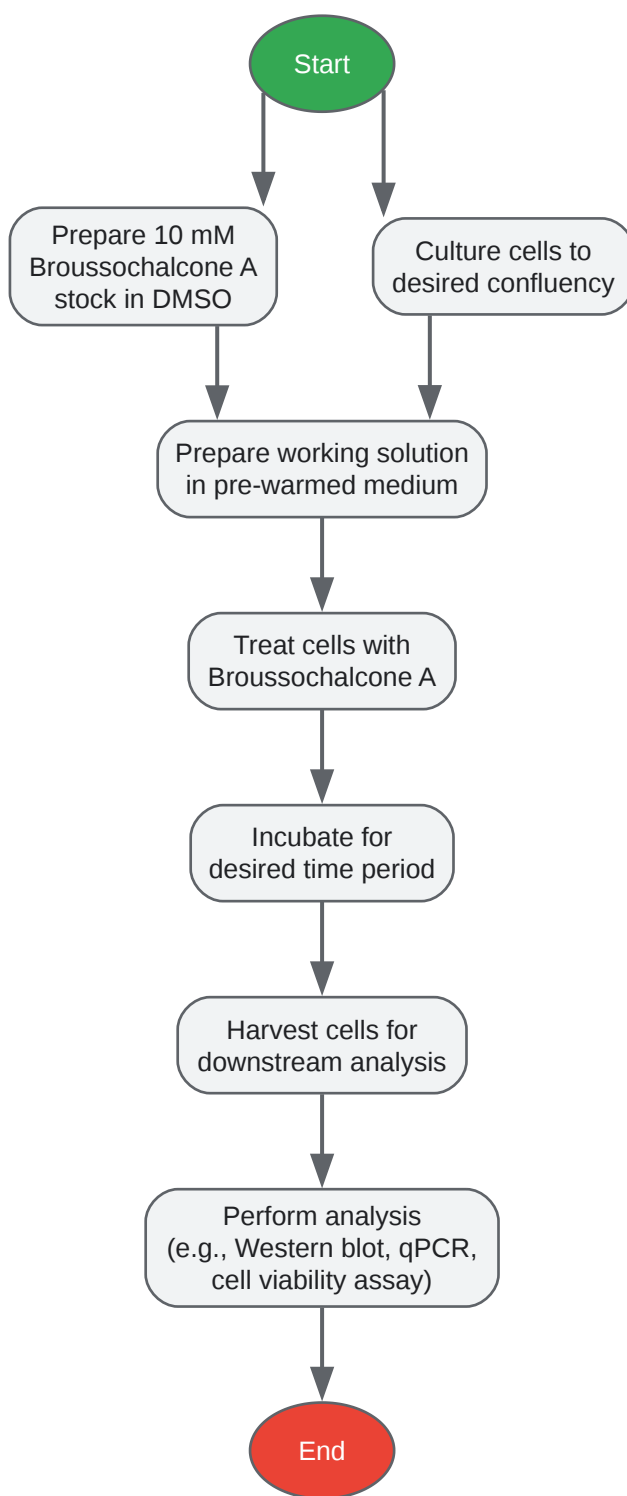 Start
Prepare 10 mM
Broussochalcone A
stock in DMSO
Culture cells to
desired confluency
Prepare working solution
in pre-warmed medium
Treat cells with
Broussochalcone A
Incubate for
desired time period
Harvest cells for
downstream analysis
Perform analysis
(e.g., Western blot, qPCR,
cell viability assay)
End